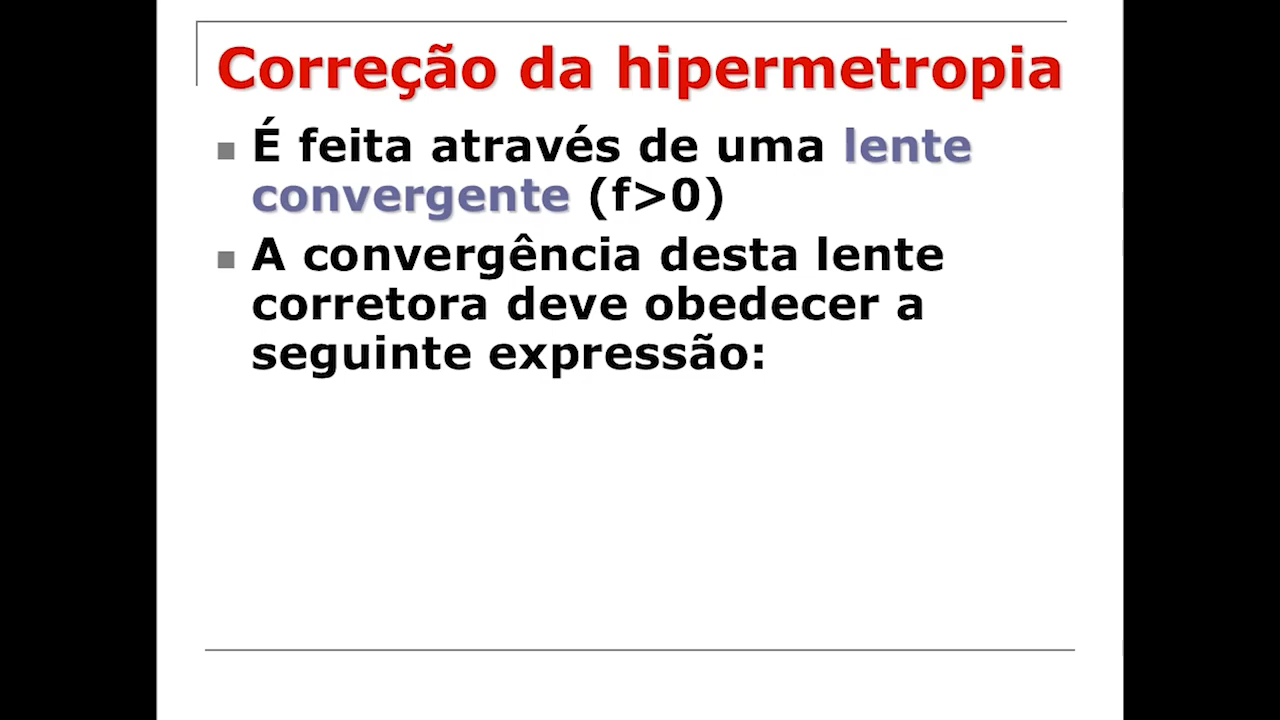 Correção da hipermetropia
É feita através de uma lente
convergente (f>0)
A convergência desta lente
corretora deve obedecer a
seguinte expressão: